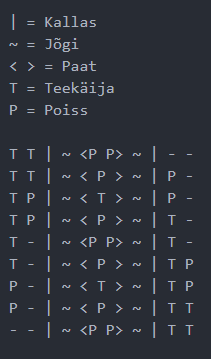 | = Kallas
~ = Jõgi
< > = Paat
T = Teekäija
P = Poiss

T T | ~ <P P> ~ | - -
T T | ~ < P > ~ | P -
T P | ~ < T > ~ | P -
T P | ~ < P > ~ | T -
T - | ~ <P P> ~ | T -
T - | ~ < P > ~ | T P
P - | ~ < T > ~ | T P
P - | ~ < P > ~ | T T
- - | ~ <P P> ~ | T T